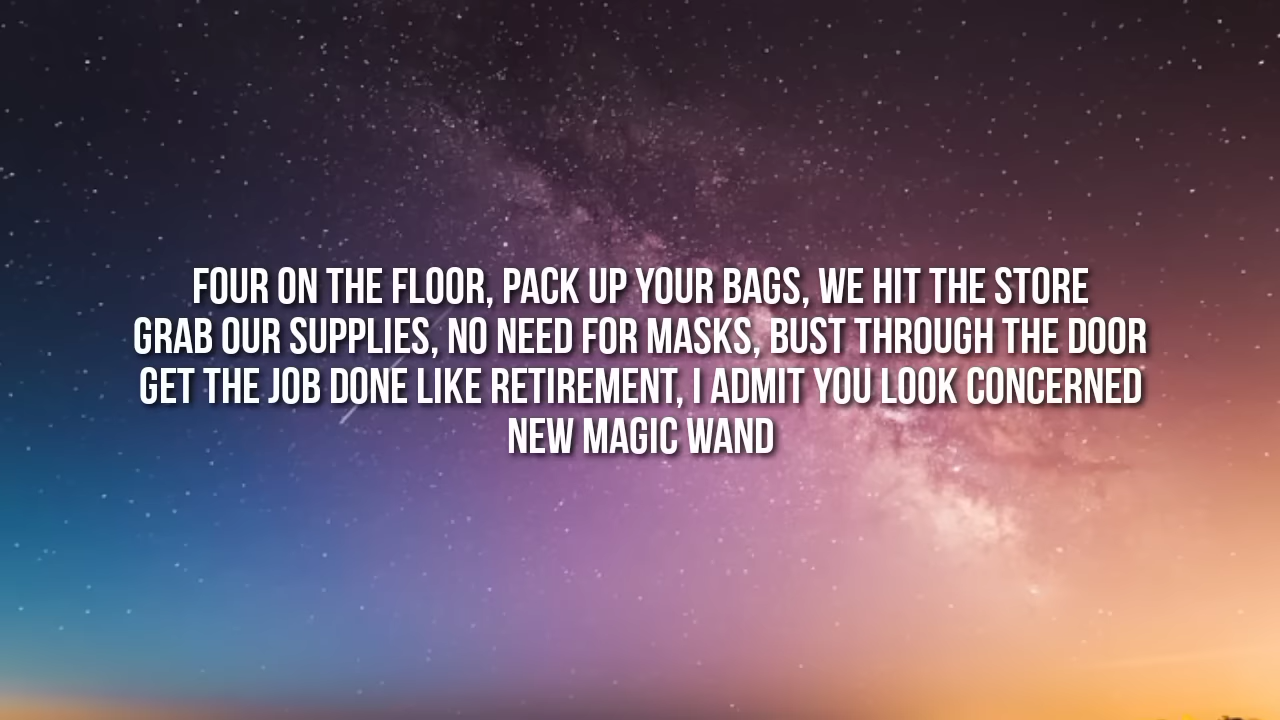 FOUR ON THE FLOOR, PACK UP YOUR BAGS, WE HIT THE STORE
GRAB OUR SUPPLIES, NO NEED FOR MASKS, BUST THROUGH THE DOOR
GET THE JOB DONE LIKE RETIREMENT, I ADMIT YOU LOOK CONCERNED
NEW MAGIC WAND